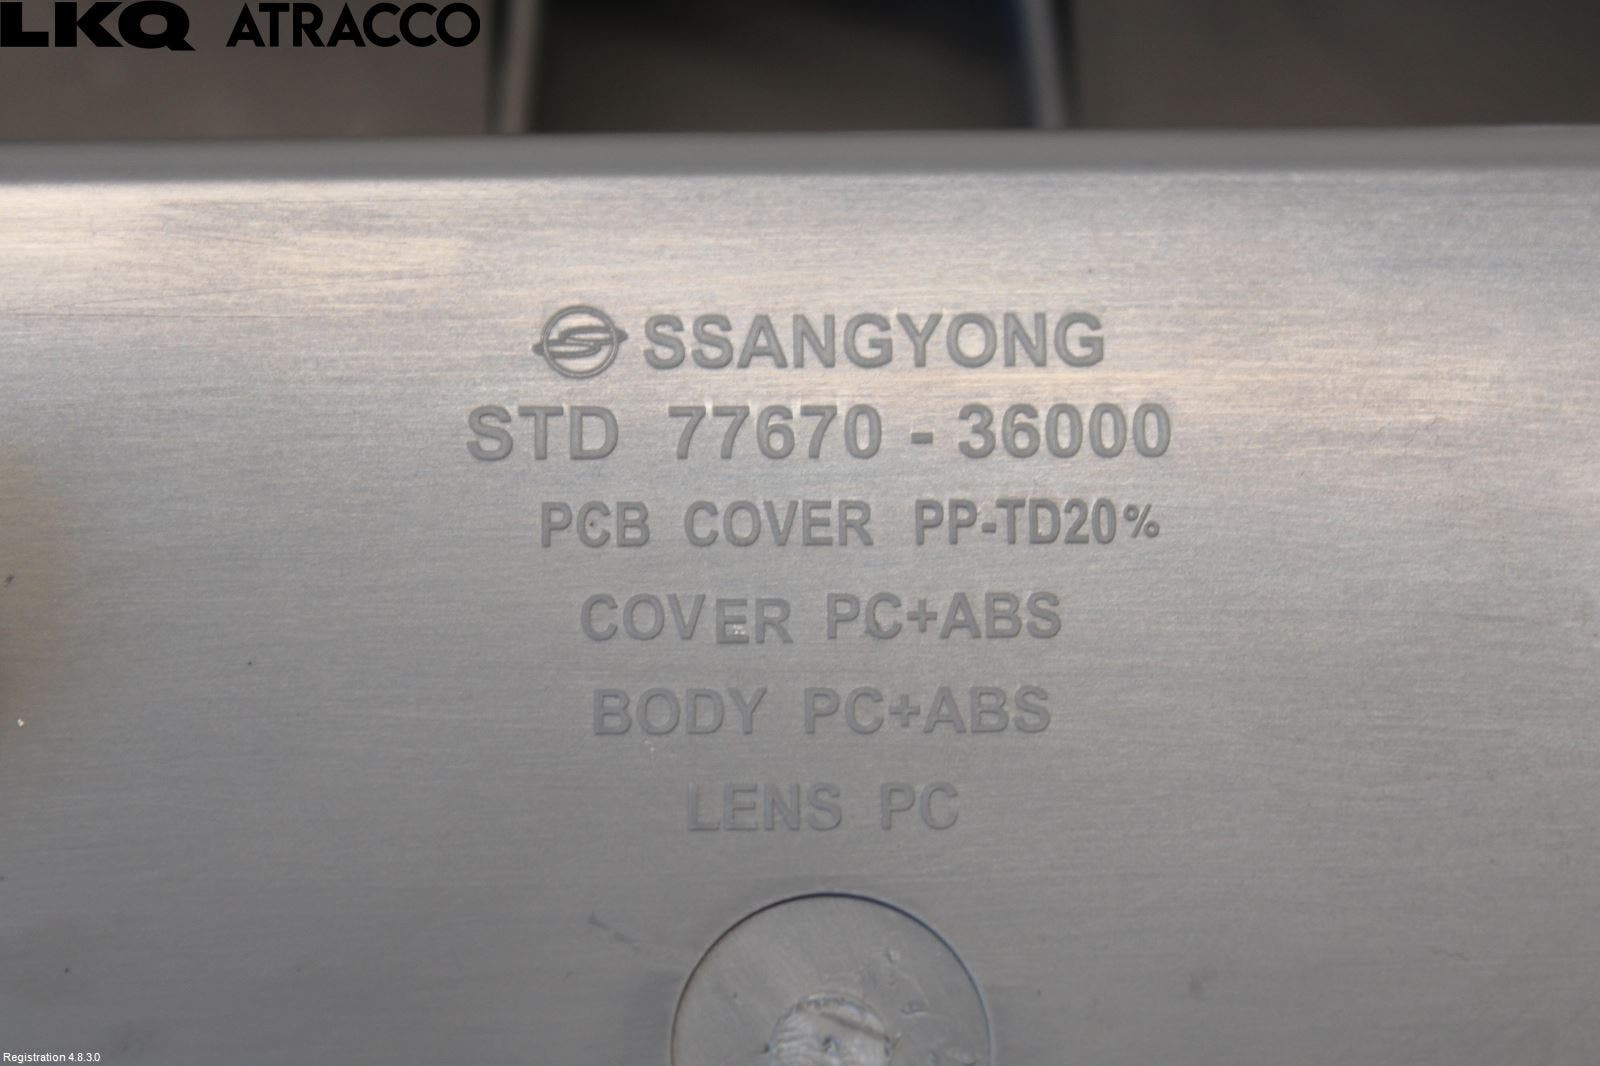 LKQ ATRACCO
SSANGYONG
STD 77670-36000
PCB COVER PP-TD20%
COVER PC+ABS
BODY PC+ABS
LENS PC
Registration 4.8.3.0